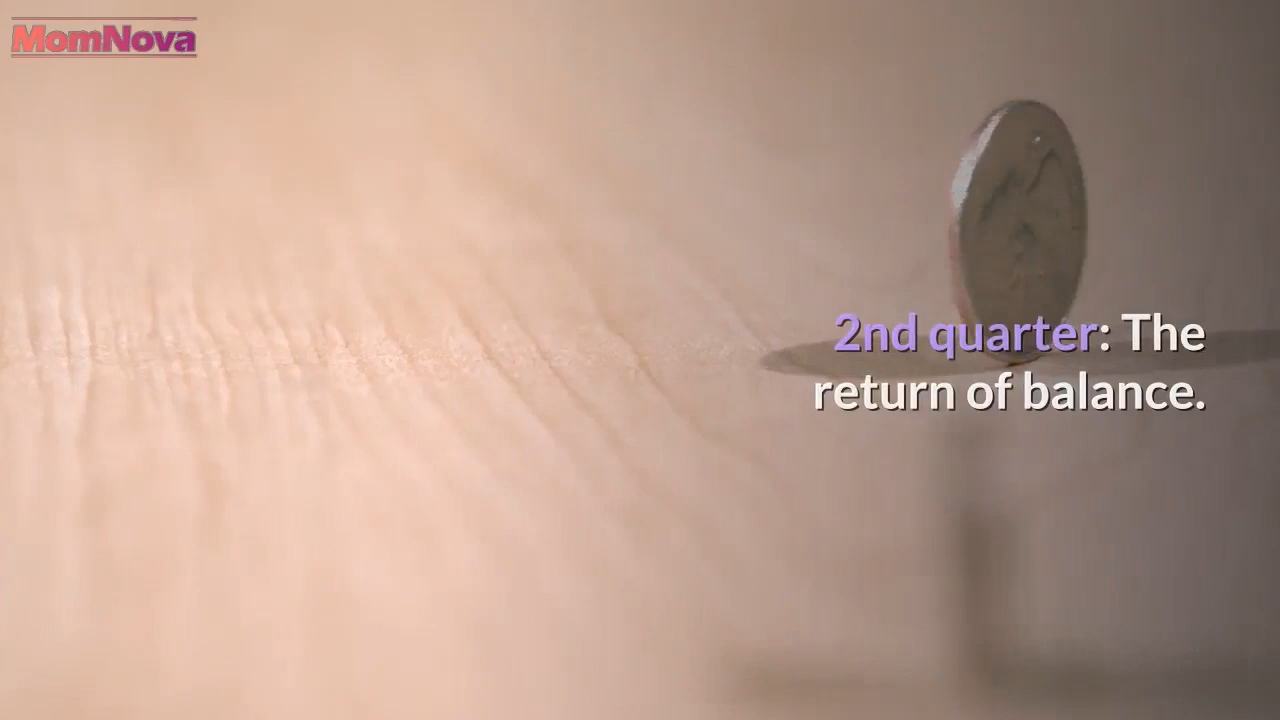 MomNova
2nd quarter: The
return of balance.